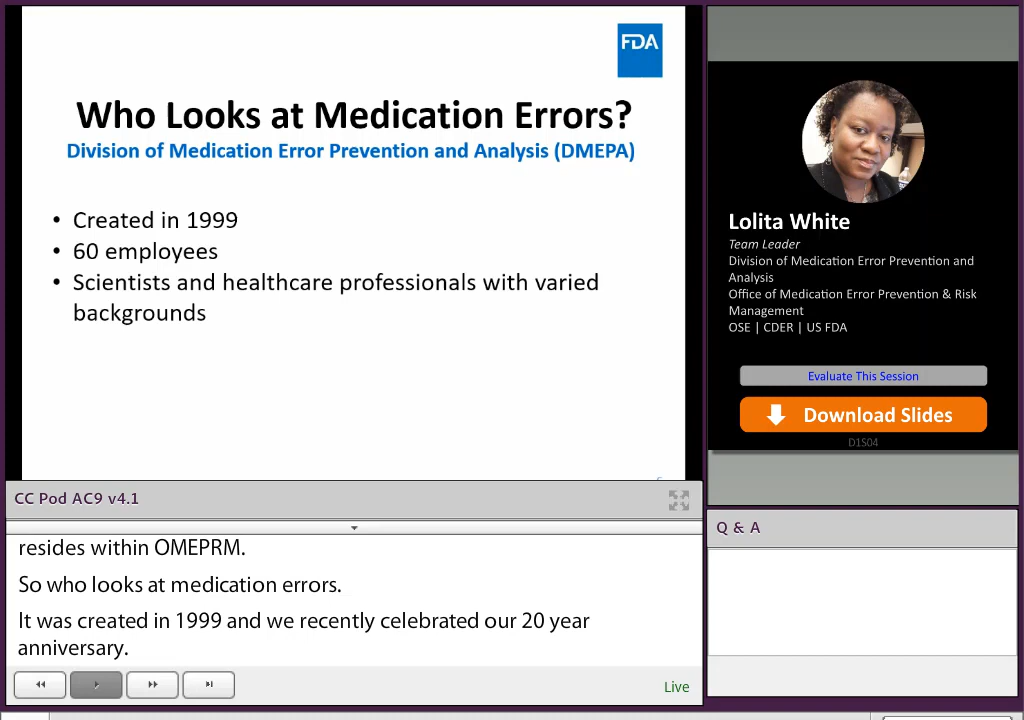 FDA
Who Looks at Medication Errors?
Division of Medication Error Prevention and Analysis (DMEPA)
• Created in 1999
• 60 employees
• Scientists and healthcare professionals with varied
backgrounds
Lolita White
Team Leader
Division of Medication Error Prevention and
Analysis
Office of Medication Error Prevention & Risk
Management
OSE | CDER | US FDA
Evaluate This Session
Download Slides
D1S04
CC Pod AC9 v4.1
resides within OMEPRM.
So who looks at medication errors.
It was created in 1999 and we recently celebrated our 20 year
anniversary.
Live
Q & A